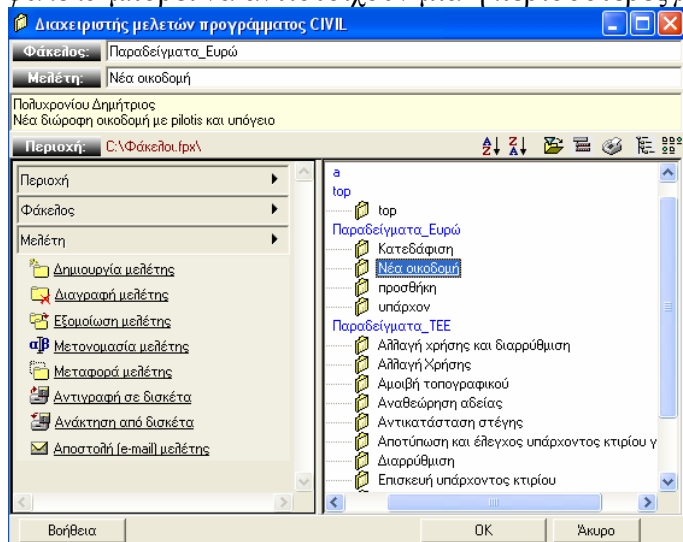 Διαχειριστής μελετών προγράμματος CIVIL
Φάκελος: Παραδείγματα_Ευρώ
Μελέτη: Νέα οικοδομή
Πολυχρονίου Δημήτριος
Νέα διώροφη οικοδομή με pilotis και υπόγειο
Περιοχή: C:\Φάκελοι.fpx\
Περιοχή
Φάκελος
Μελέτη
Δημιουργία μελέτης
Διαγραφή μελέτης
Εξομοίωση μελέτης
Μετονομασία μελέτης
Μεταφορά μελέτης
Αντιγραφή σε δισκέτα
Ανάκτηση από δισκέτα
Αποστολή (e-mail) μελέτης
a
top
top
Παραδείγματα_Ευρώ
Κατεδάφιση
Νέα οικοδομή
προσθήκη
υπάρχον
Παραδείγματα_ΤΕΕ
Αλλαγή χρήσης και διαρρύθμιση
Αλλαγή Χρήσης
Αμοιβή τοπογραφικού
Αναθεώρηση αδείας
Αντικατάσταση στέγης
Αποτύπωση και έλεγχος υπάρχοντος κτιρίου γ
Διαρρύθμιση
Επισκευή υπάρχοντος κτιρίου
Βοήθεια OK Άκυρο